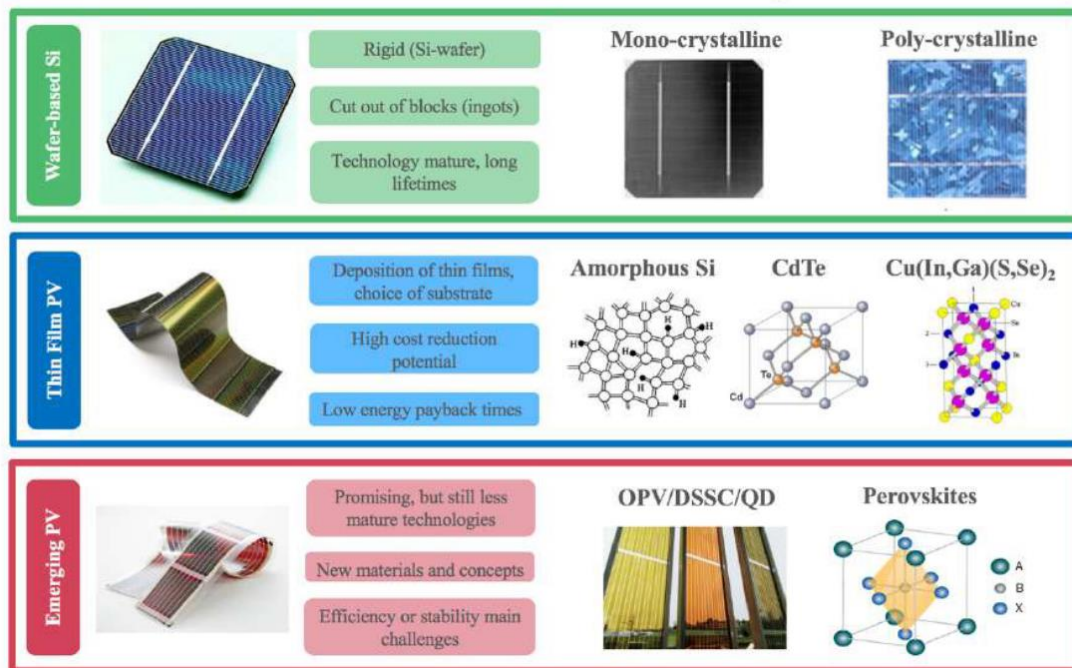 Wafer-based Si
Rigid (Si-wafer)
Cut out of blocks (ingots)
Technology mature, long
lifetimes
Mono-crystalline
Poly-crystalline
Thin Film PV
Deposition of thin films,
choice of substrate
High cost reduction
potential
Low energy payback times
Amorphous Si
H
H
H
H
H
H
CdTe
Te
Cd
Cu(In,Ga)(S,Se)₂
Cu
Se
In
Emerging PV
Promising, but still less
mature technologies
New materials and concepts
Efficiency or stability main
challenges
OPV/DSSC/QD
Perovskites
A
B
X